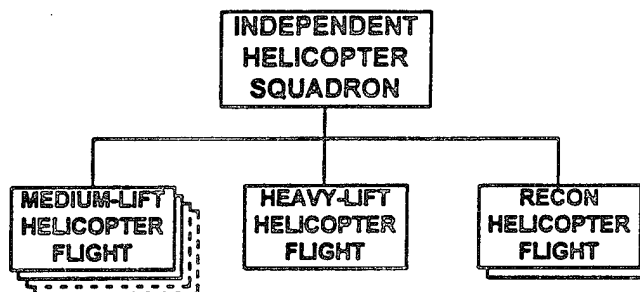 INDEPENDENT
HELICOPTER
SQUADRON
MEDIUM-LIFT
HELICOPTER
FLIGHT
HEAVY-LIFT
HELICOPTER
FLIGHT
RECON
HELICOPTER
FLIGHT